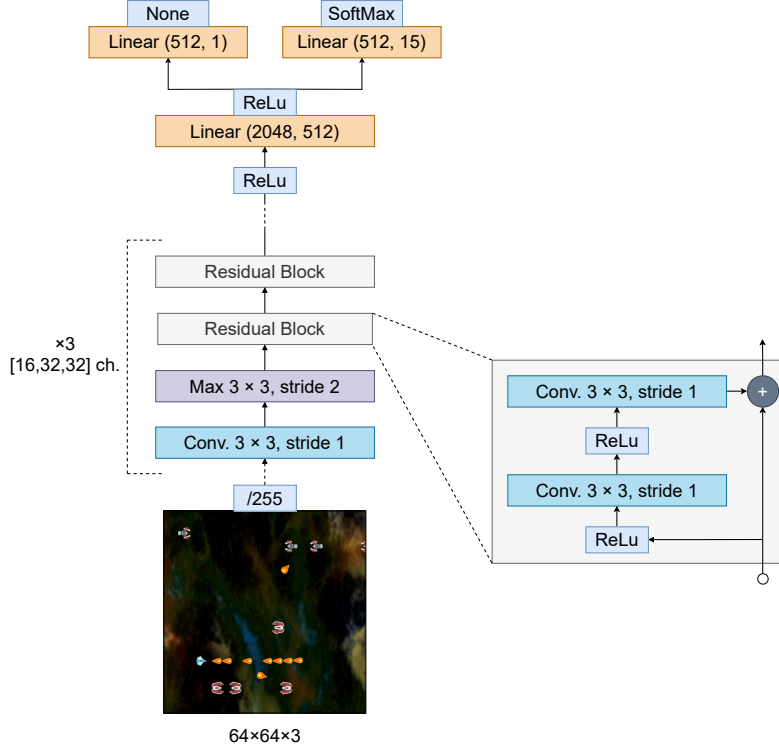 None
SoftMax
Linear (512, 1)
Linear (512, 15)
ReLu
Linear (2048, 512)
ReLu
Residual Block
Residual Block
×3
[16,32,32] ch.
Max 3 × 3, stride 2
Conv. 3 × 3, stride 1
/255
64×64×3
Conv. 3 × 3, stride 1
+
ReLu
Conv. 3 × 3, stride 1
ReLu